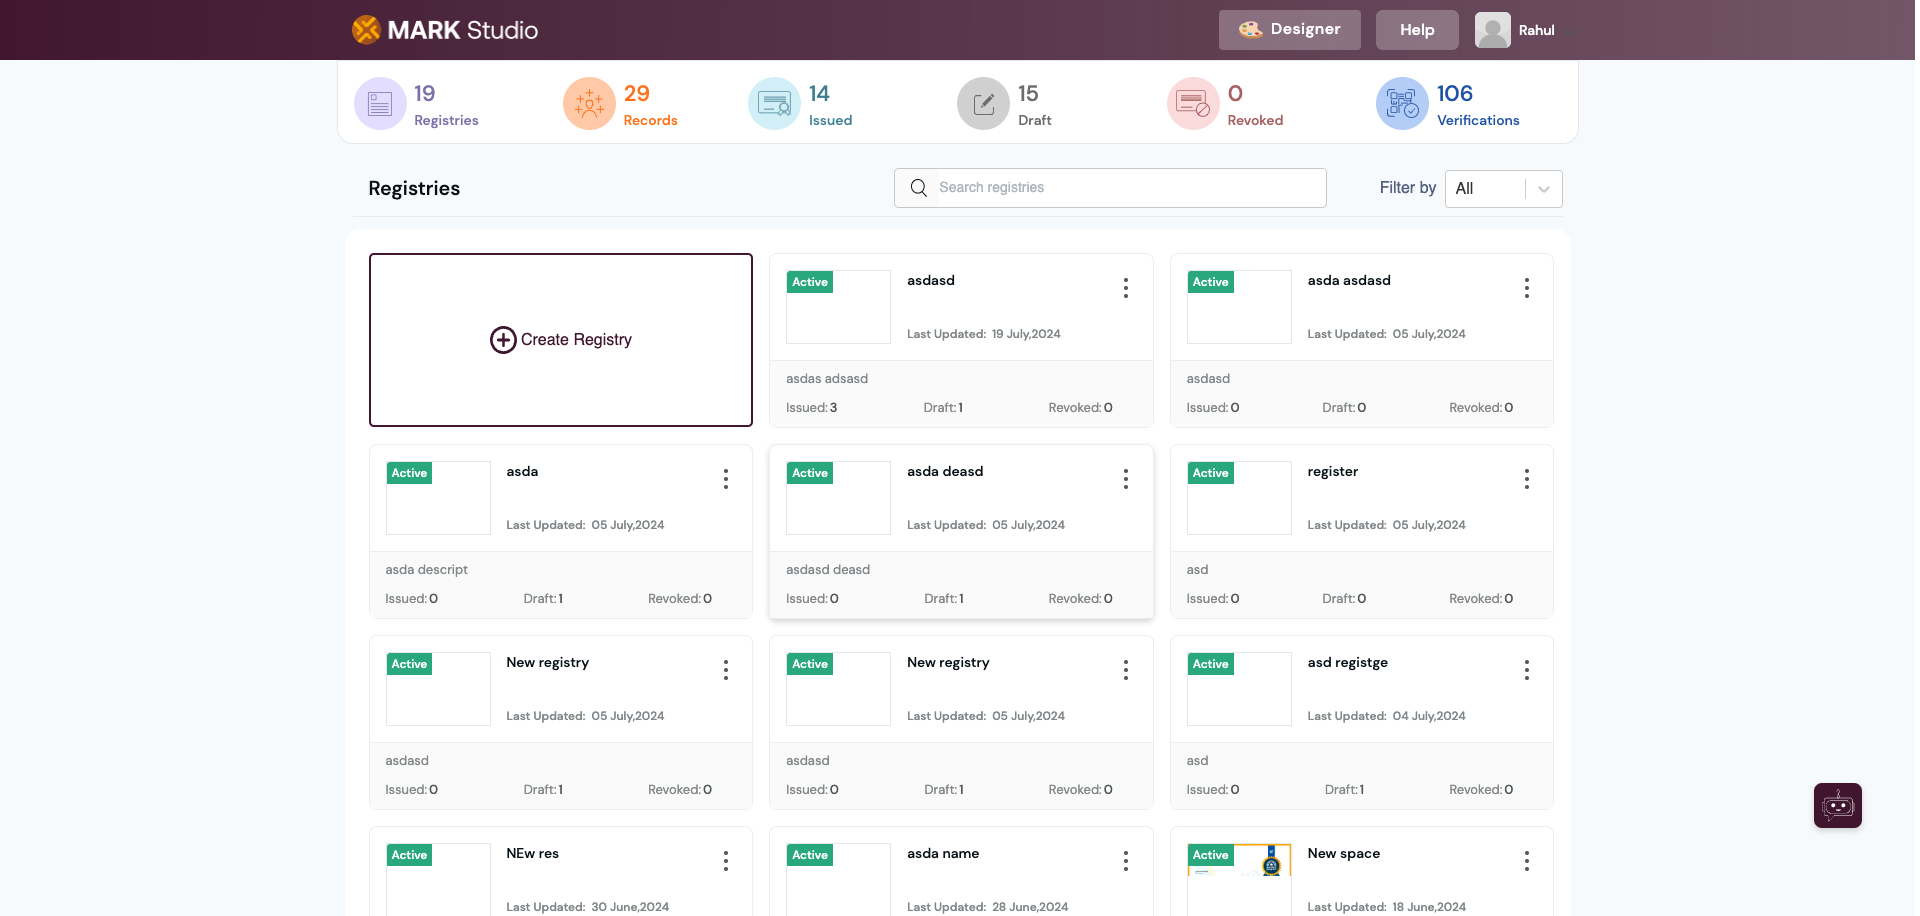 MARK Studio
Designer
Help
Rahul
19
Registries
29
Records
14
Issued
15
Draft
0
Revoked
106
Verifications
Registries
Search registries
Filter by
All
Create Registry
Active
asdasd
Last Updated: 19 July,2024
asdas adsasd
Issued: 3 Draft: 1 Revoked: 0
Active
asda asdasd
Last Updated: 05 July,2024
asdasd
Issued: 0 Draft: 0 Revoked: 0
Active
asda
Last Updated: 05 July,2024
asda descript
Issued: 0 Draft: 1 Revoked: 0
Active
asda deasd
Last Updated: 05 July,2024
asdasd deasd
Issued: 0 Draft: 1 Revoked: 0
Active
register
Last Updated: 05 July,2024
asd
Issued: 0 Draft: 0 Revoked: 0
Active
New registry
Last Updated: 05 July,2024
asdasd
Issued: 0 Draft: 1 Revoked: 0
Active
New registry
Last Updated: 05 July,2024
asdasd
Issued: 0 Draft: 1 Revoked: 0
Active
asd registge
Last Updated: 04 July,2024
asd
Issued: 0 Draft: 1 Revoked: 0
Active
NEw res
Last Updated: 30 June,2024
Active
asda name
Last Updated: 28 June,2024
Active
New space
Last Updated: 18 June,2024